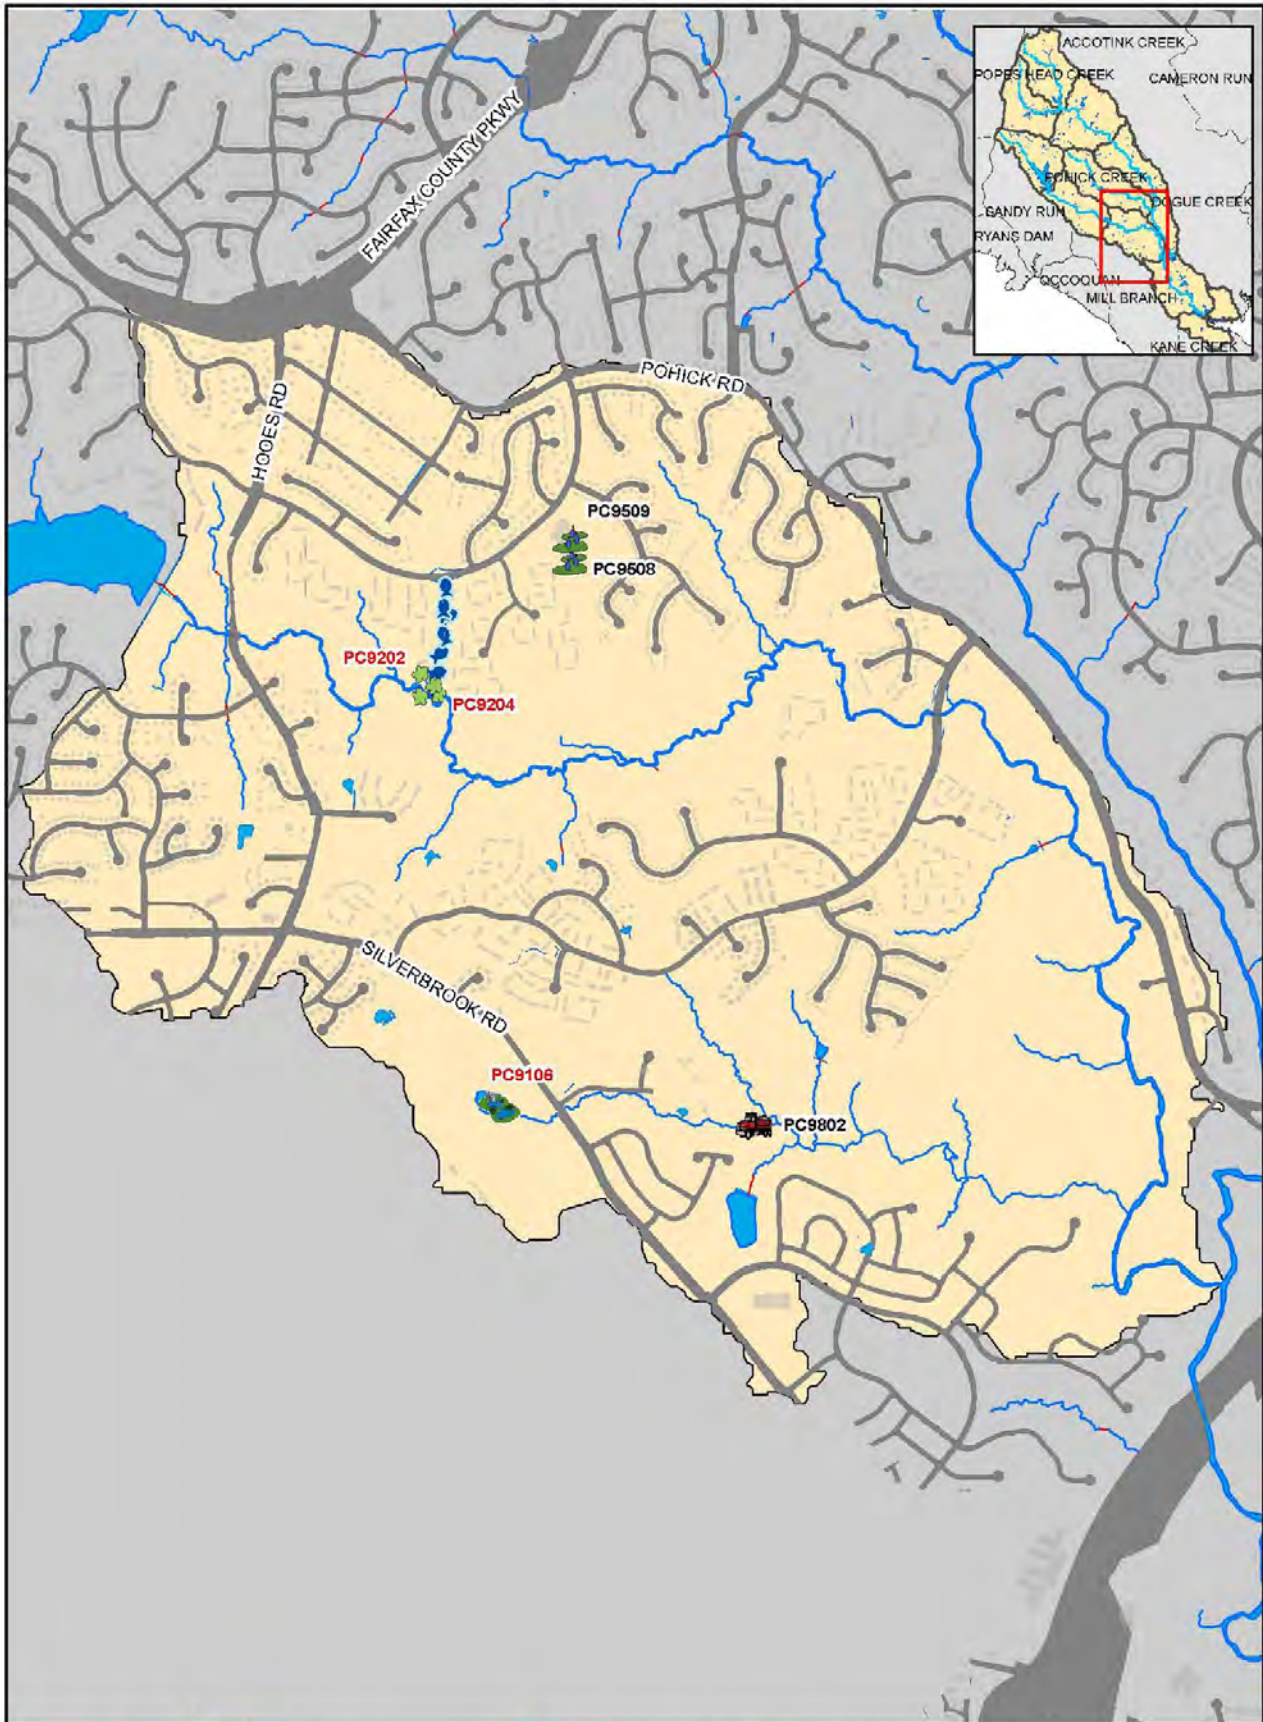 ACCOTINK CREEK
POPES HEAD CREEK
CAMERON RUN
POHICK CREEK
DOGUE CREEK
SANDY RUN
RYANS DAM
OCCOQUAN
MILL BRANCH
KANE CREEK
FAIRFAX COUNTY PKWY
POHICK RD
HOOES RD
PC9509
PC9508
PC9202
PC9204
SILVERBROOK RD
PC9106
PC9802